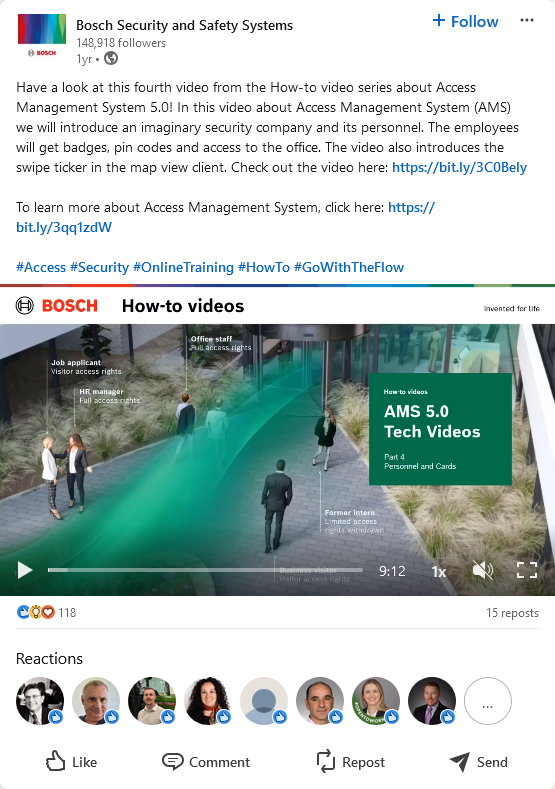 Bosch Security and Safety Systems
148,918 followers
1yr •
+ Follow
...
BOSCH
Have a look at this fourth video from the How-to video series about Access
Management System 5.0! In this video about Access Management System (AMS)
we will introduce an imaginary security company and its personnel. The employees
will get badges, pin codes and access to the office. The video also introduces the
swipe ticker in the map view client. Check out the video here: https://bit.ly/3C0Bely
To learn more about Access Management System, click here: https://
bit.ly/3qq1zdW
#Access #Security #OnlineTraining #HowTo #GoWithTheFlow
BOSCH How-to videos
Invented for life
Office staff
Full access rights
Job applicant
Visitor access rights
HR manager
Full access rights
How-to videos
AMS 5.0
Tech Videos
Part 4
Personnel and Cards
Former intern
Limited access
rights withdrawn
Business visitor
Visitor access rights
9:12
1x
118
15 reposts
Reactions
#OPENTOWORK
...
Like
Comment
Repost
Send